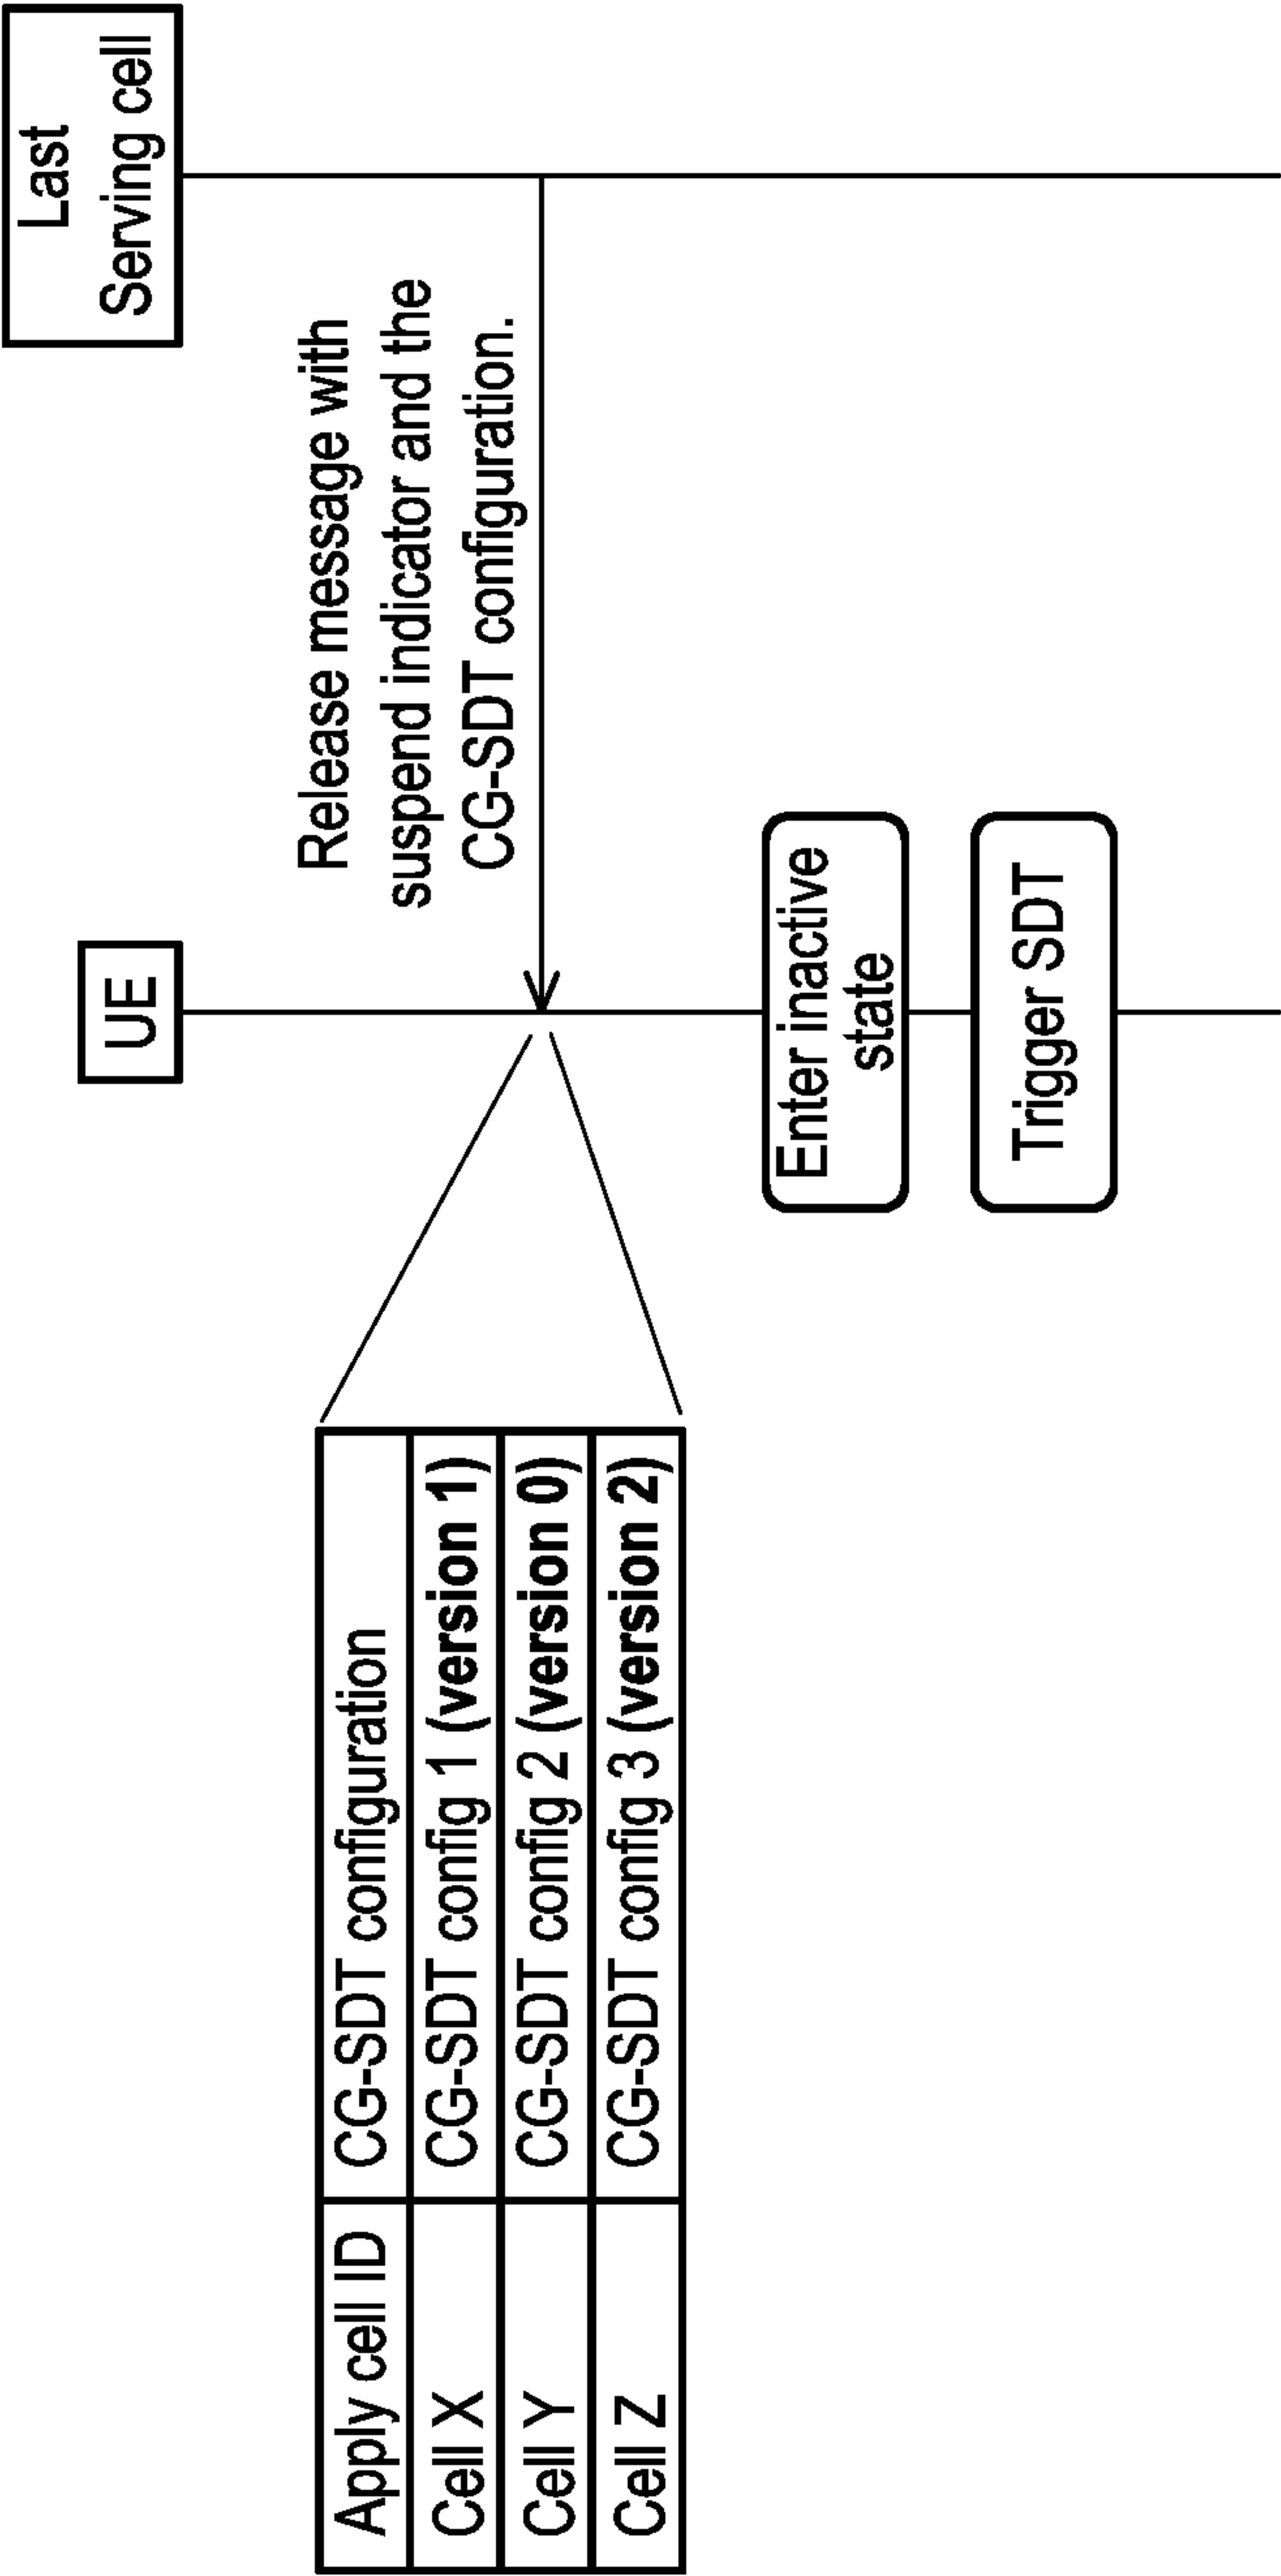 UE
Last
Serving cell
Release message with
suspend indicator and the
CG-SDT configuration.
Apply cell ID CG-SDT configuration
Cell X CG-SDT config 1 (version 1)
Cell Y CG-SDT config 2 (version 0)
Cell Z CG-SDT config 3 (version 2)
Enter inactive
state
Trigger SDT